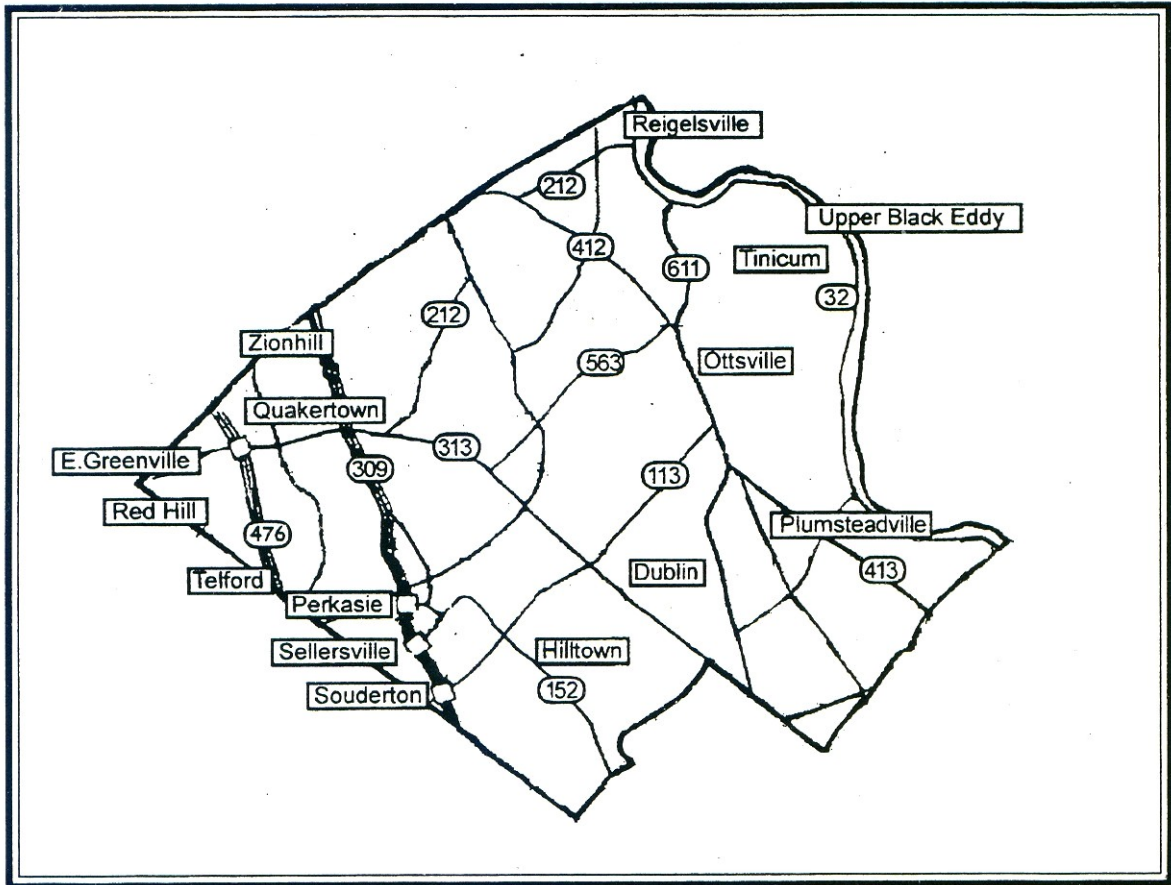 Reigelsville
212
Upper Black Eddy
412
Tinicum
611
32
212
Zionhill
563
Ottsville
Quakertown
313
E.Greenville
309
113
Red Hill
Plumsteadville
476
Telford
Dublin
413
Perkasie
Sellersville
Hilltown
Souderton
152